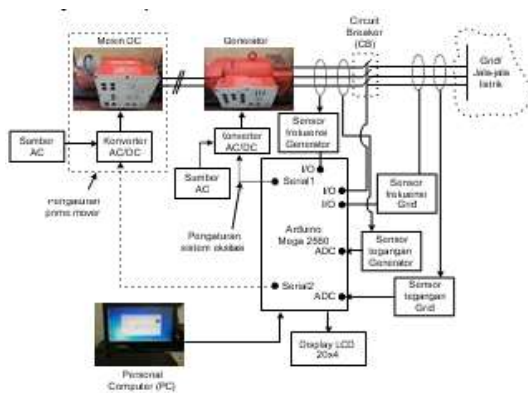 Moten DC
Generator
Circuit
Breaker
(CB)
Grid/
Jala-jala
listrik
Sumber
AC
Konverter
AC/DC
Konverter
AC/DC
Sumber
AC
Sensor
frekuensi
Generator
Pengaturan
prime mover
Pengaturan
sistem eksitasi
I/O
Serial1
I/O
I/O
Arduino
Mega 2560
ADC
Serial2
ADC
Sensor
frekuensi
Grid
Sensor
tegangan
Generator
Sensor
tegangan
Grid
Display LCD
20x4
Personal
Computer (PC)